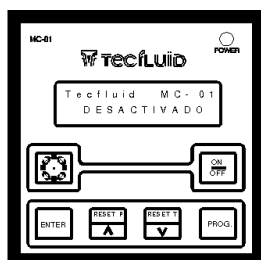 MC-01
POWER
TECFLUID
Tecfluid MC-01
DESACTIVADO
ON
OFF
RESET P
RESET T
ENTER
PROG.